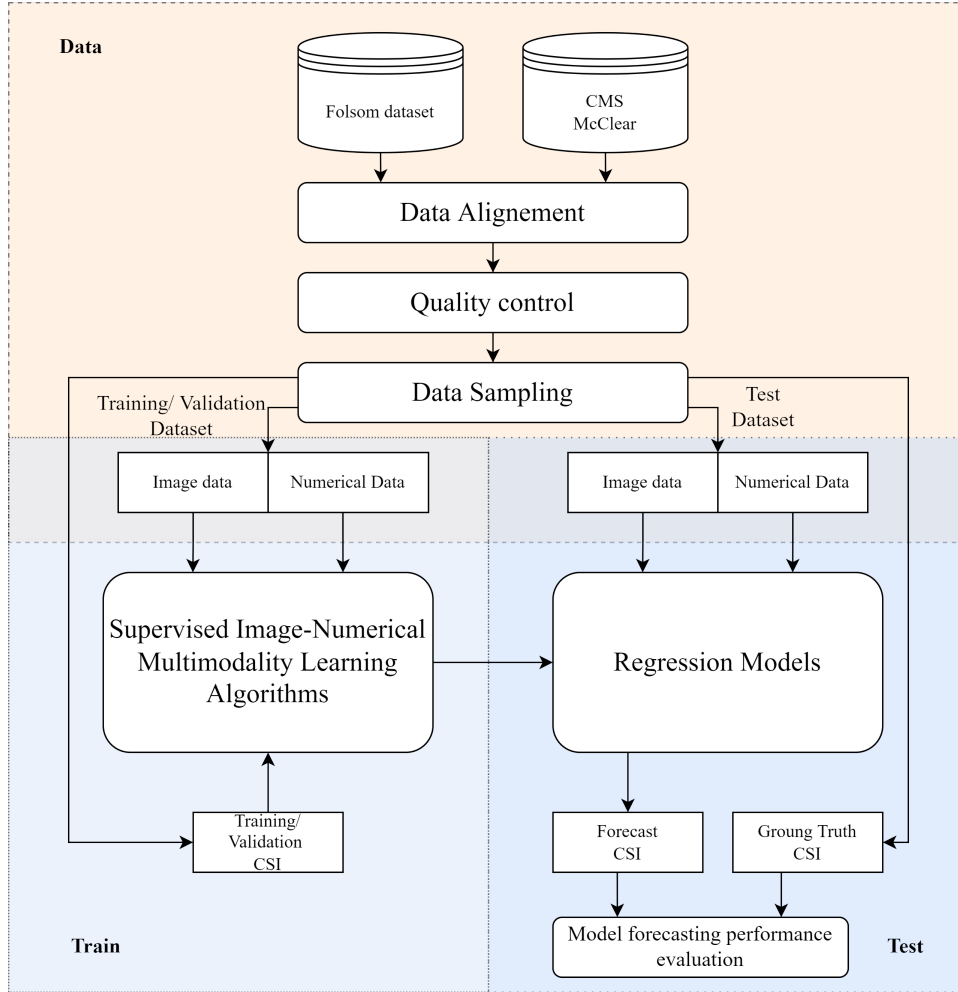 Data
Folsom dataset
CMS
McClear
Data Alignement
Quality control
Data Sampling
Training/ Validation
Dataset
Test
Dataset
Image data
Numerical Data
Image data
Numerical Data
Supervised Image-Numerical
Multimodality Learning
Algorithms
Regression Models
Training/
Validation
CSI
Forecast
CSI
Groung Truth
CSI
Model forecasting performance
evaluation
Train
Test